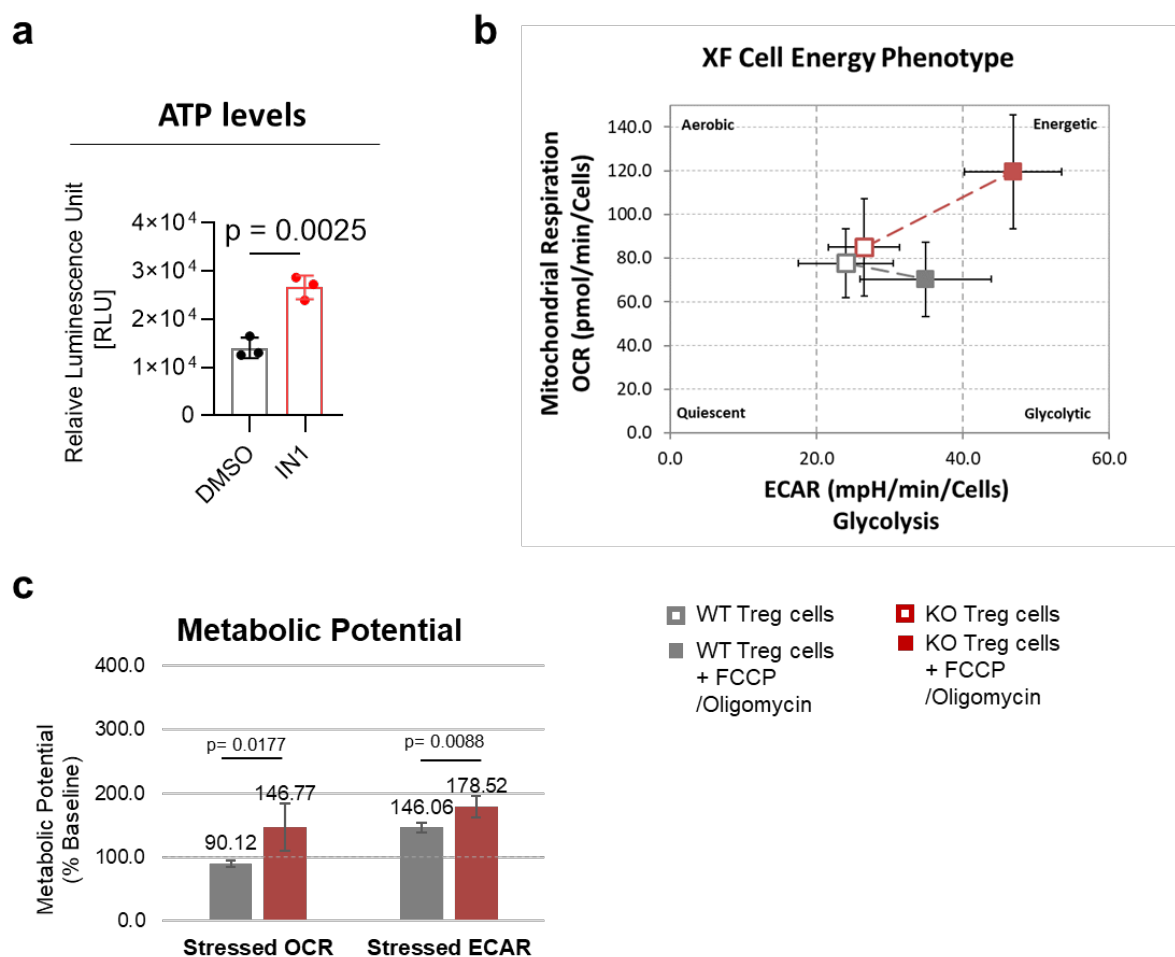 a
ATP levels
Relaive Luminescence Unit
[RLU]
4×10⁴
3×10⁴
2×10⁴
1×10⁴
0
p = 0.0025
DMSO
IN1
b
XF Cell Energy Phenotype
Mitochondrial Respiration
OCR (pmol/min/Cells)
140.0
120.0
100.0
80.0
60.0
40.0
20.0
0.0
Aerobic
Energetic
Quiescent
Glycolytic
0.0 20.0 40.0 60.0
ECAR (mpH/min/Cells)
Glycolysis
c
Metabolic Potential
Metabolic Potential
(% Baseline)
400.0
300.0
200.0
100.0
0.0
p= 0.0177
90.12
146.77
p= 0.0088
146.06
178.52
Stressed OCR
Stressed ECAR
WT Treg cells
WT Treg cells
+ FCCP
/Oligomycin
KO Treg cells
KO Treg cells
+ FCCP
/Oligomycin